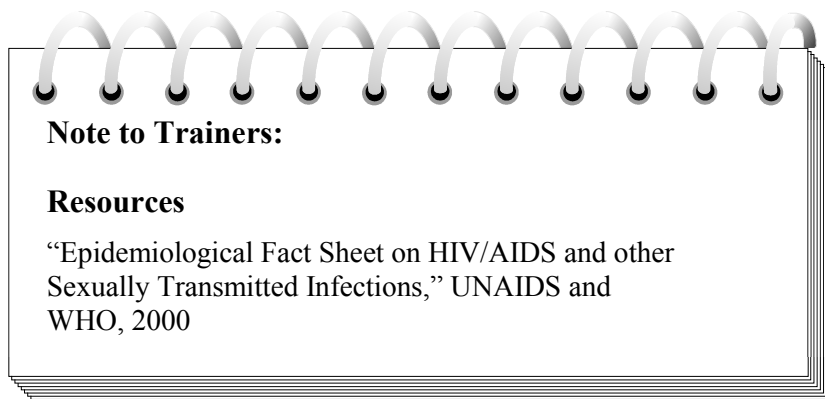 Note to Trainers:
Resources
“Epidemiological Fact Sheet on HIV/AIDS and other
Sexually Transmitted Infections,” UNAIDS and
WHO, 2000